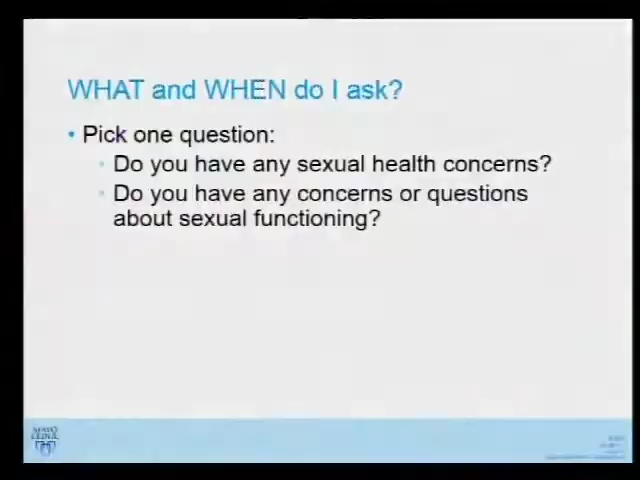 WHAT and WHEN do I ask?
• Pick one question:
• Do you have any sexual health concerns?
• Do you have any concerns or questions
about sexual functioning?
MAYO
CLINIC